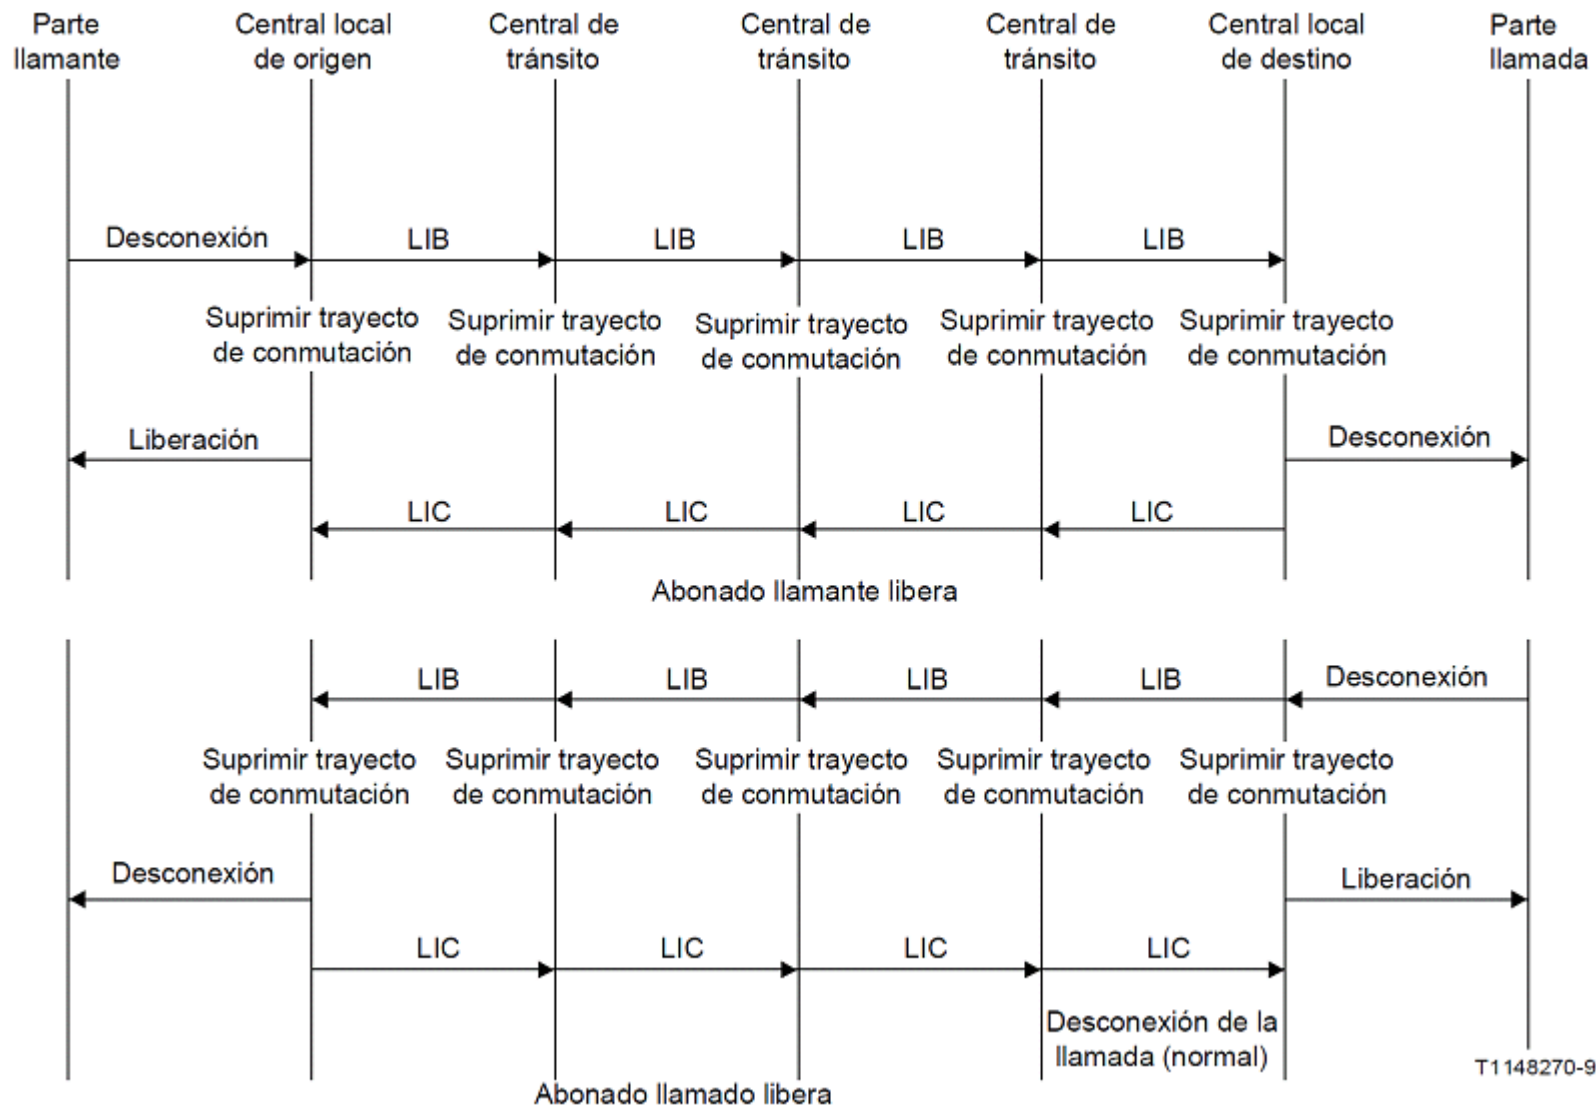 Parte
llamante
Central local
de origen
Central de
tránsito
Central de
tránsito
Central de
tránsito
Central local
de destino
Parte
llamada
Desconexión
LIB
LIB
LIB
LIB
Suprimir trayecto
de conmutación
Suprimir trayecto
de conmutación
Suprimir trayecto
de conmutación
Suprimir trayecto
de conmutación
Suprimir trayecto
de conmutación
Liberación
Desconexión
LIC
LIC
LIC
LIC
Abonado llamante libera
LIB
LIB
LIB
LIB
Desconexión
Suprimir trayecto
de conmutación
Suprimir trayecto
de conmutación
Suprimir trayecto
de conmutación
Suprimir trayecto
de conmutación
Suprimir trayecto
de conmutación
Desconexión
Liberación
LIC
LIC
LIC
LIC
Desconexión de la
llamada (normal)
T1148270-9
Abonado llamado libera